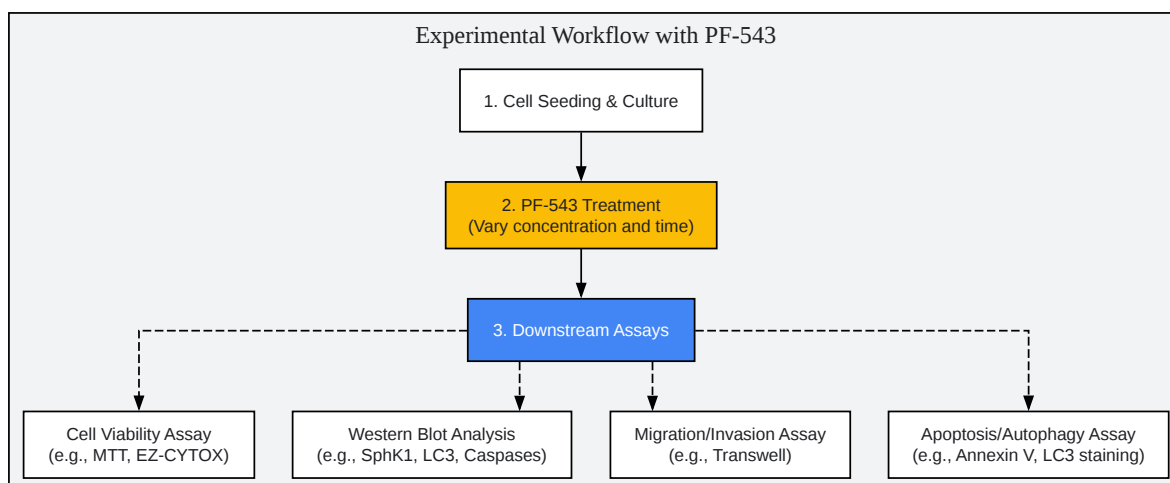 Experimental Workflow with PF-543
1. Cell Seeding & Culture
2. PF-543 Treatment
(Vary concentration and time)
3. Downstream Assays
Cell Viability Assay
(e.g., MTT, EZ-CYTOX)
Western Blot Analysis
(e.g., SphK1, LC3, Caspases)
Migration/Invasion Assay
(e.g., Transwell)
Apoptosis/Autophagy Assay
(e.g., Annexin V, LC3 staining)